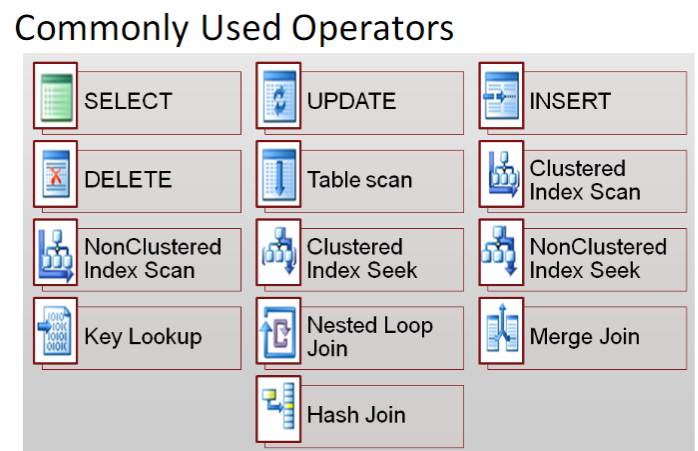 Commonly Used Operators
SELECT
UPDATE
INSERT
DELETE
Table scan
Clustered
Index Scan
NonClustered
Index Scan
Clustered
Index Seek
NonClustered
Index Seek
Key Lookup
Nested Loop
Join
Merge Join
Hash Join